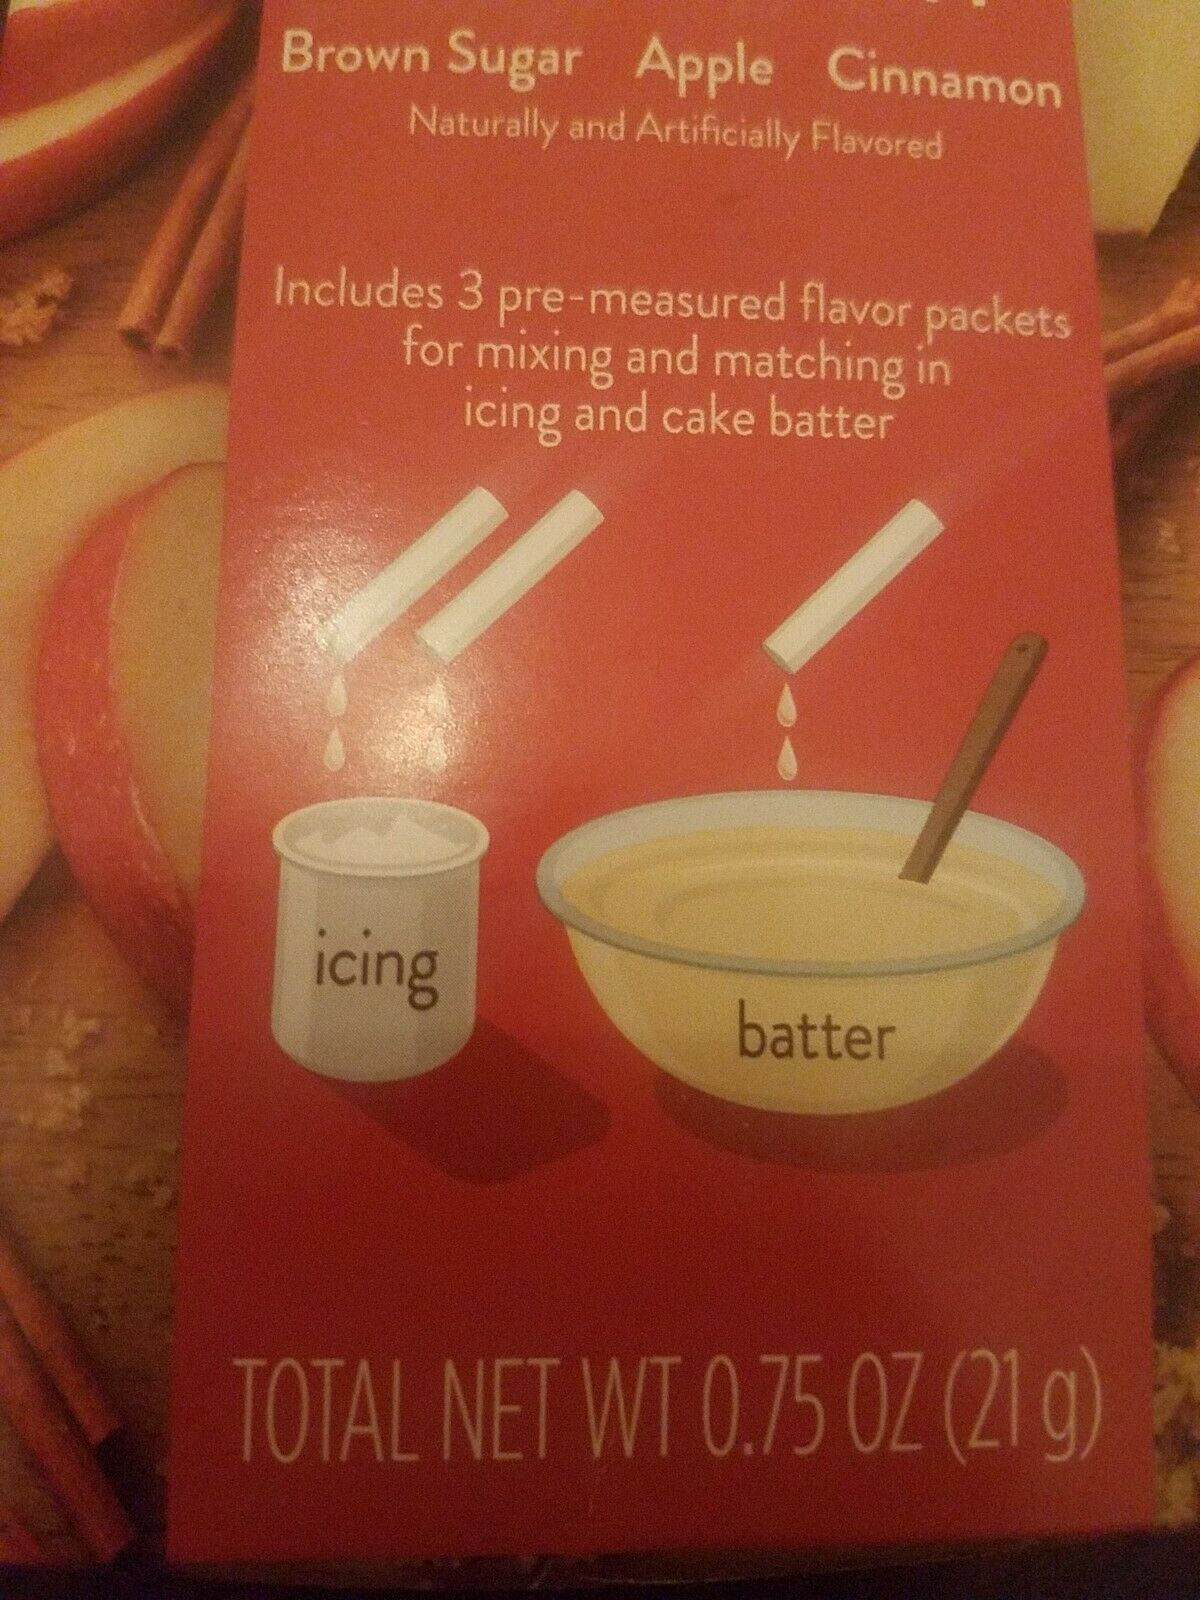 Brown Sugar Apple Cinnamon
Naturally and Artificially Flavored
Includes 3 pre-measured flavor packets
for mixing and matching in
icing and cake batter
icing
batter
TOTAL NET WT 0.75 OZ (21 g)